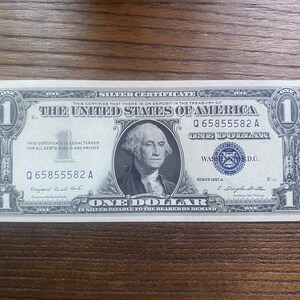 SILVER CERTIFICATE
THIS CERTIFIES THAT THERE IS ON DEPOSIT IN THE TREASURY OF
THE UNITED STATES OF AMERICA
Q 65855582 A
ONE DOLLAR
THIS CERTIFICATE IS LEGAL TENDER
FOR ALL DEBTS PUBLIC AND PRIVATE
WASHINGTON, D.C.
Q 65855582 A
SERIES 1957 A
ONE DOLLAR
IN SILVER PAYABLE TO THE BEARER ON DEMAND
1
1
1
1
1